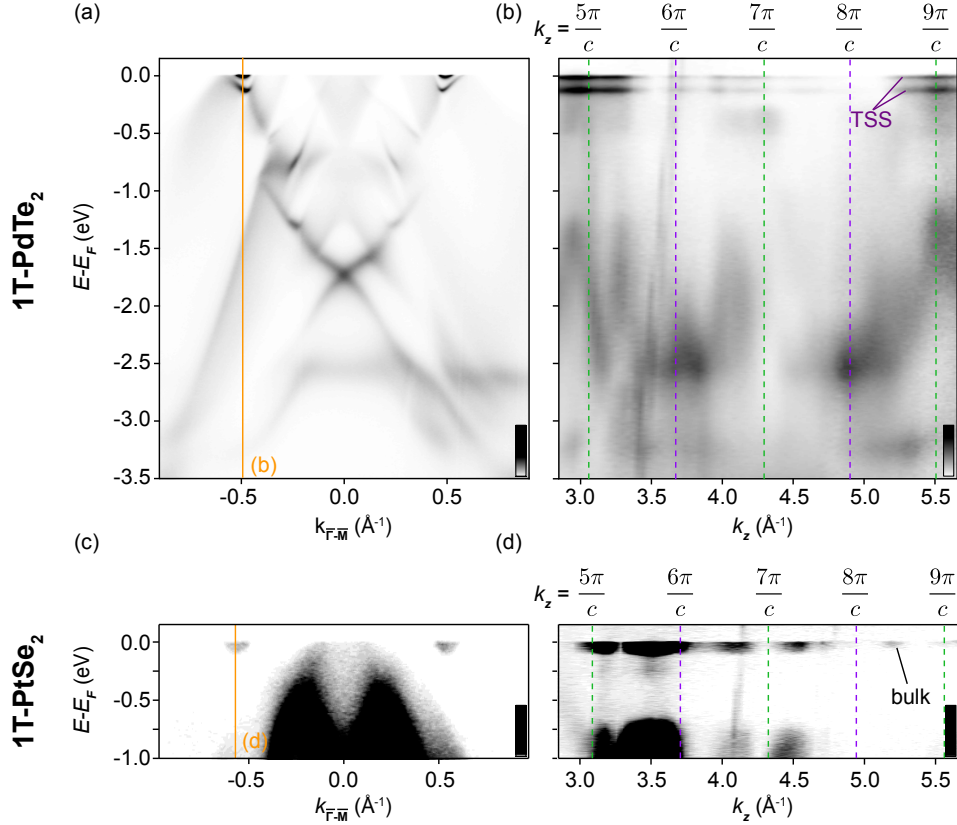 (a)
(b)
k_z = 5π/c 6π/c 7π/c 8π/c 9π/c
1T-PdTe₂
E-E_F (eV)
0.0
-0.5
-1.0
-1.5
-2.0
-2.5
-3.0
-3.5
(b)
TSS
-0.5 0.0 0.5
3.0 3.5 4.0 4.5 5.0 5.5
k_Γ̅-M̅ (Å⁻¹)
k_z (Å⁻¹)
(c)
(d)
k_z = 5π/c 6π/c 7π/c 8π/c 9π/c
1T-PtSe₂
E-E_F (eV)
0.0
-0.5
-1.0
(d)
bulk
-0.5 0.0 0.5
3.0 3.5 4.0 4.5 5.0 5.5
k_Γ̅-M̅ (Å⁻¹)
k_z (Å⁻¹)